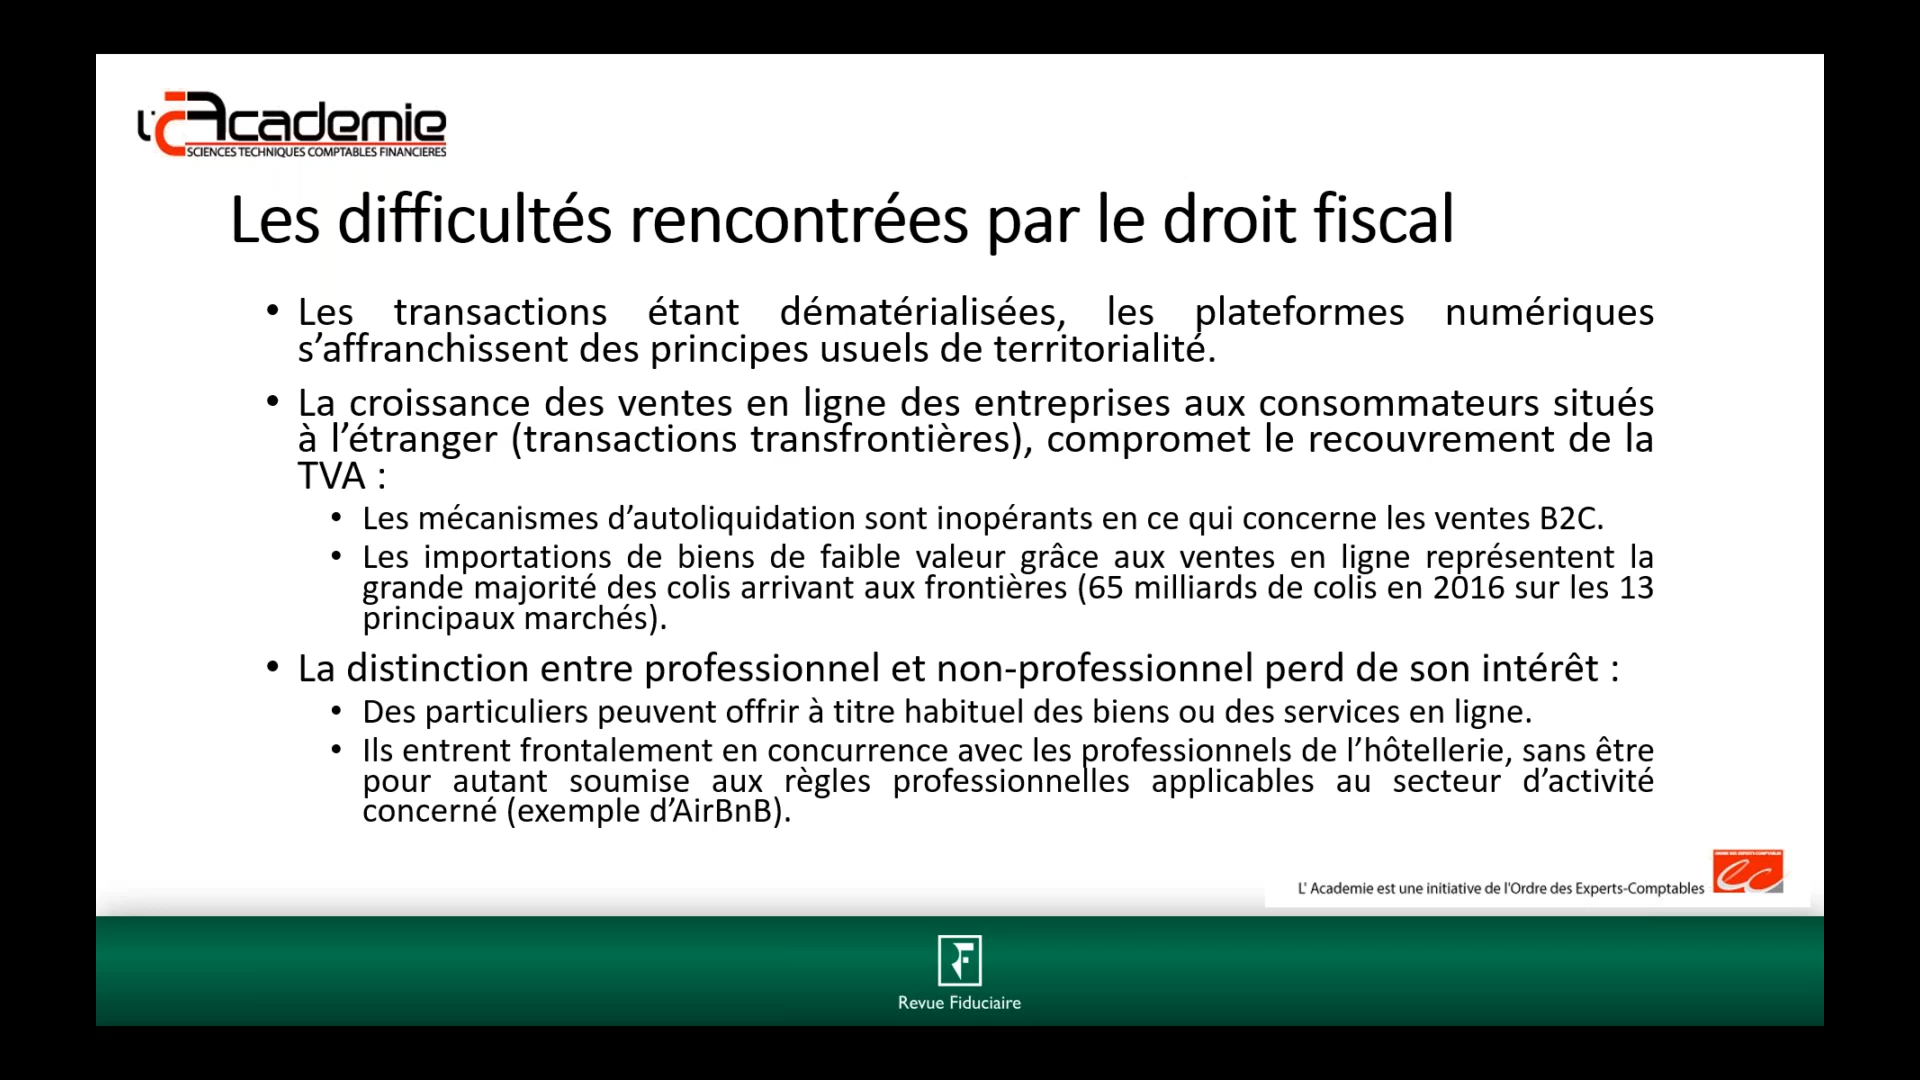 L'Academie
SCIENCES TECHNIQUES COMPTABLES FINANCIERES
Les difficultés rencontrées par le droit fiscal
• Les transactions étant dématérialisées, les plateformes numériques
s’affranchissent des principes usuels de territorialité.
• La croissance des ventes en ligne des entreprises aux consommateurs situés
à l’étranger (transactions transfrontières), compromet le recouvrement de la
TVA :
• Les mécanismes d’autoliquidation sont inopérants en ce qui concerne les ventes B2C.
• Les importations de biens de faible valeur grâce aux ventes en ligne représentent la
grande majorité des colis arrivant aux frontières (65 milliards de colis en 2016 sur les 13
principaux marchés).
• La distinction entre professionnel et non-professionnel perd de son intérêt :
• Des particuliers peuvent offrir à titre habituel des biens ou des services en ligne.
• Ils entrent frontalement en concurrence avec les professionnels de l’hôtellerie, sans être
pour autant soumise aux règles professionnelles applicables au secteur d’activité
concerné (exemple d’AirBnB).
ORDRE DES EXPERTS-COMPTABLES
ec
L' Academie est une initiative de l'Ordre des Experts-Comptables
RF
Revue Fiduciaire